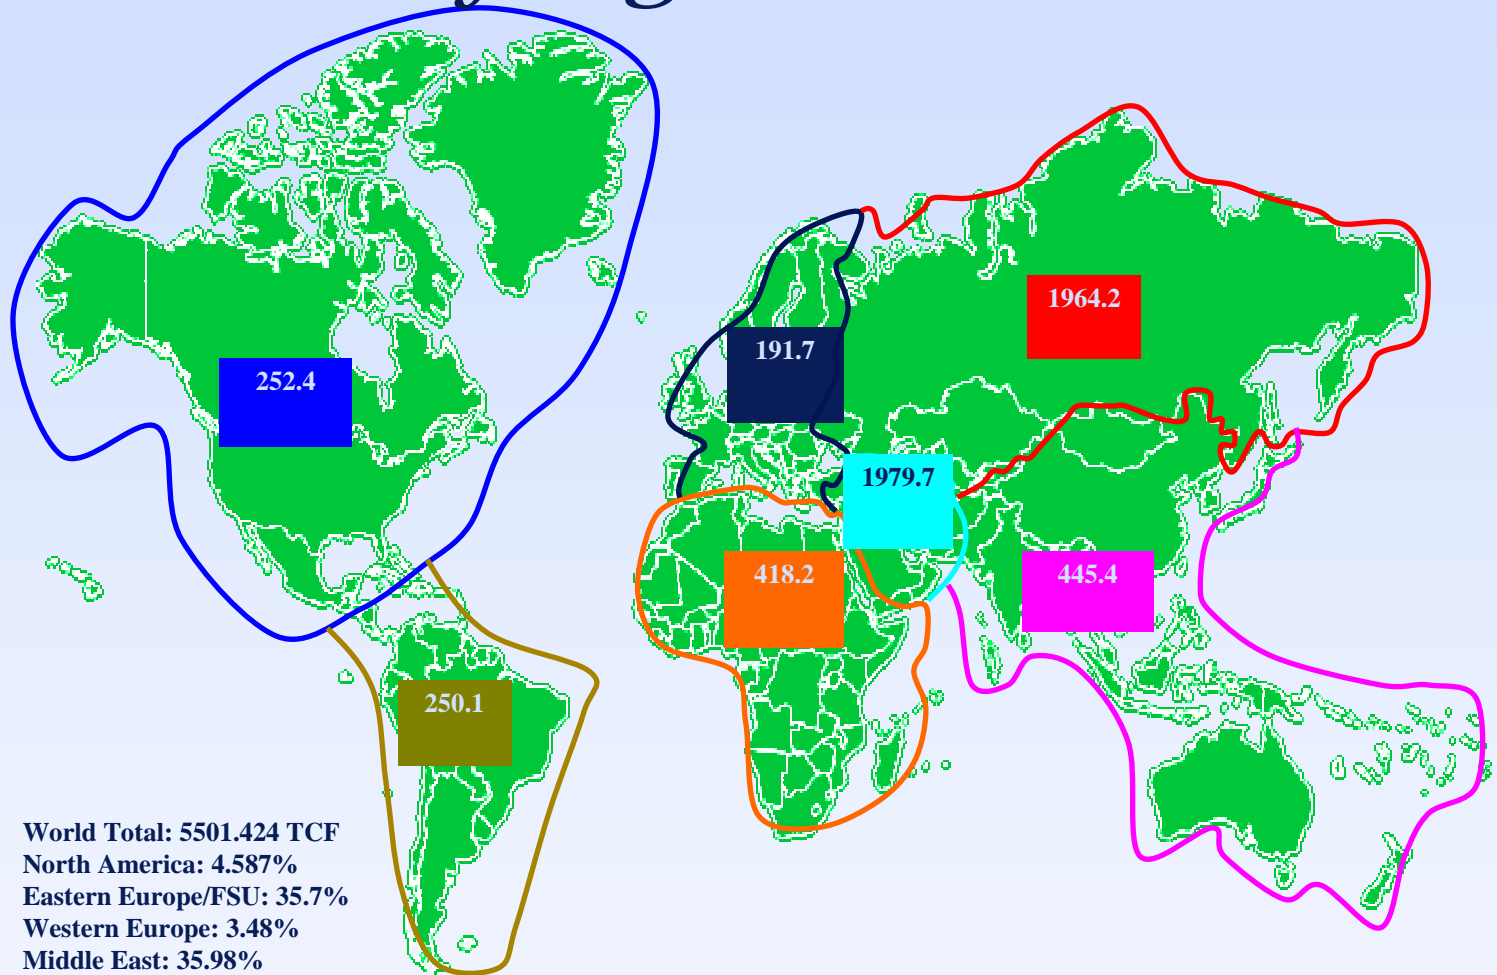 1964.2
191.7
252.4
1979.7
418.2
445.4
250.1
World Total: 5501.424 TCF
North America: 4.587%
Eastern Europe/FSU: 35.7%
Western Europe: 3.48%
Middle East: 35.98%